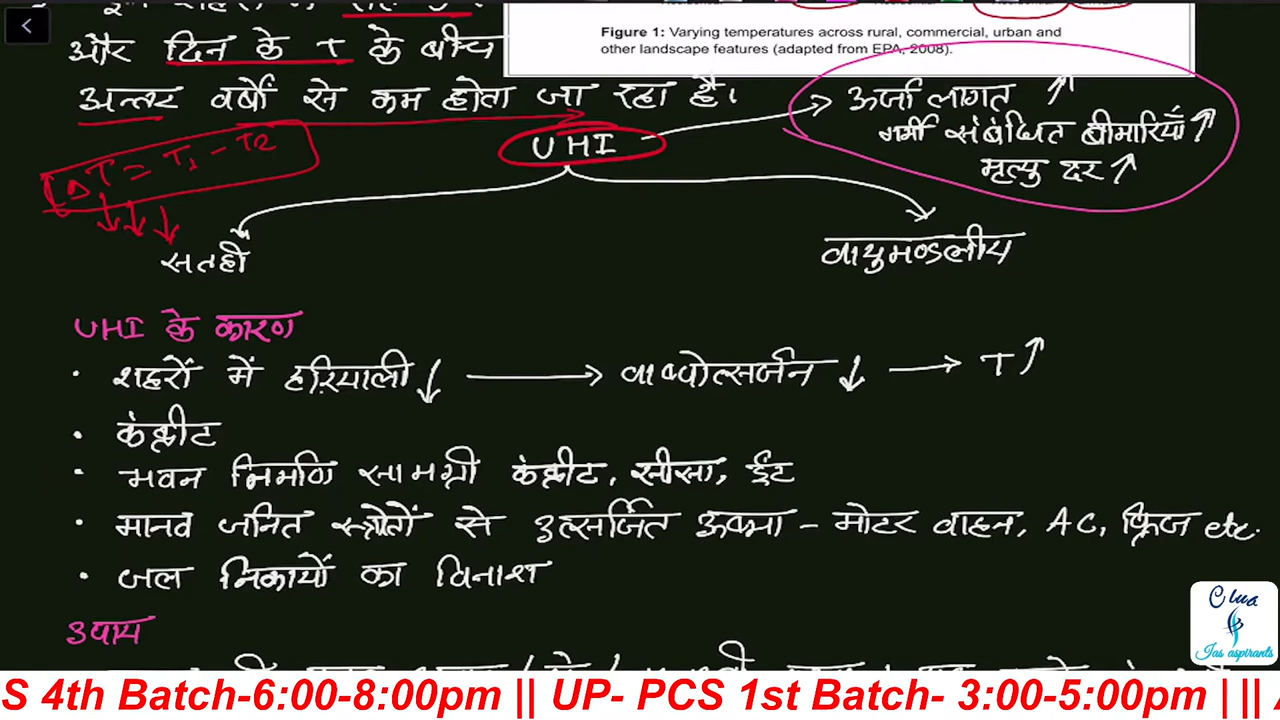 Figure 1: Varying temperatures across rural, commercial, urban and
other landscape features (adapted from EPA, 2008).
और दिन के T के बीच
अन्तर वर्षों से कम होता जा रहा है।
ऊर्जा लागत ↑
गर्मी संबंधित बीमारियाँ ↑
मृत्यु दर ↑
UHI
ΔT = T1 - T2
↓ ↓ ↓
सतही
वायुमण्डलीय
UHI के कारण
· शहरों में हरियाली ↓ → वाष्पोत्सर्जन ↓ → T ↑
· कंक्रीट
· भवन निर्माण सामग्री कंक्रीट, सीसा, ईंट
· मानव जनित स्त्रोतों से उत्सर्जित ऊष्मा - मोटर वाहन, AC, फ्रिज etc.
· जल निकायों का विनाश
उपाय
Clue
Ias aspirants
S 4th Batch-6:00-8:00pm || UP- PCS 1st Batch- 3:00-5:00pm | ||